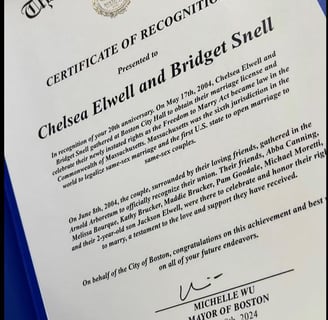 The
CERTIFICATE OF RECOGNITION
Presented to
Chelsea Elwell and Bridget Snell
In recognition of your 20th anniversary. On May 17th, 2004, Chelsea Elwell and
Bridget Snell gathered at Boston City Hall to obtain their marriage license and
celebrate their newly instated rights as the Freedom to Marry Act became law in the
Commonwealth of Massachusetts. Massachusetts was the sixth jurisdiction in the
world to legalize same-sex marriage and the first US. state to open marriage to
same-sex couples.
On June 5th, 2004, the couple, surrounded by their loving friends, gathered in the
Arnold Arboretum to officially recognize their union. Their friends, Abba Canning,
Melissa Bourque, Kathy Brucker, Maddie Brucker, Pam Goodale, Michael Moretti,
and their 2-year-old son Jackson Elwell, were there to celebrate and honor their right
to marry, a testament to the love and support they have received.
On behalf of the City of Boston, congratulations on this achievement and best
on all of your future endeavors.
MICHELLE WU
MAYOR OF BOSTON
2024